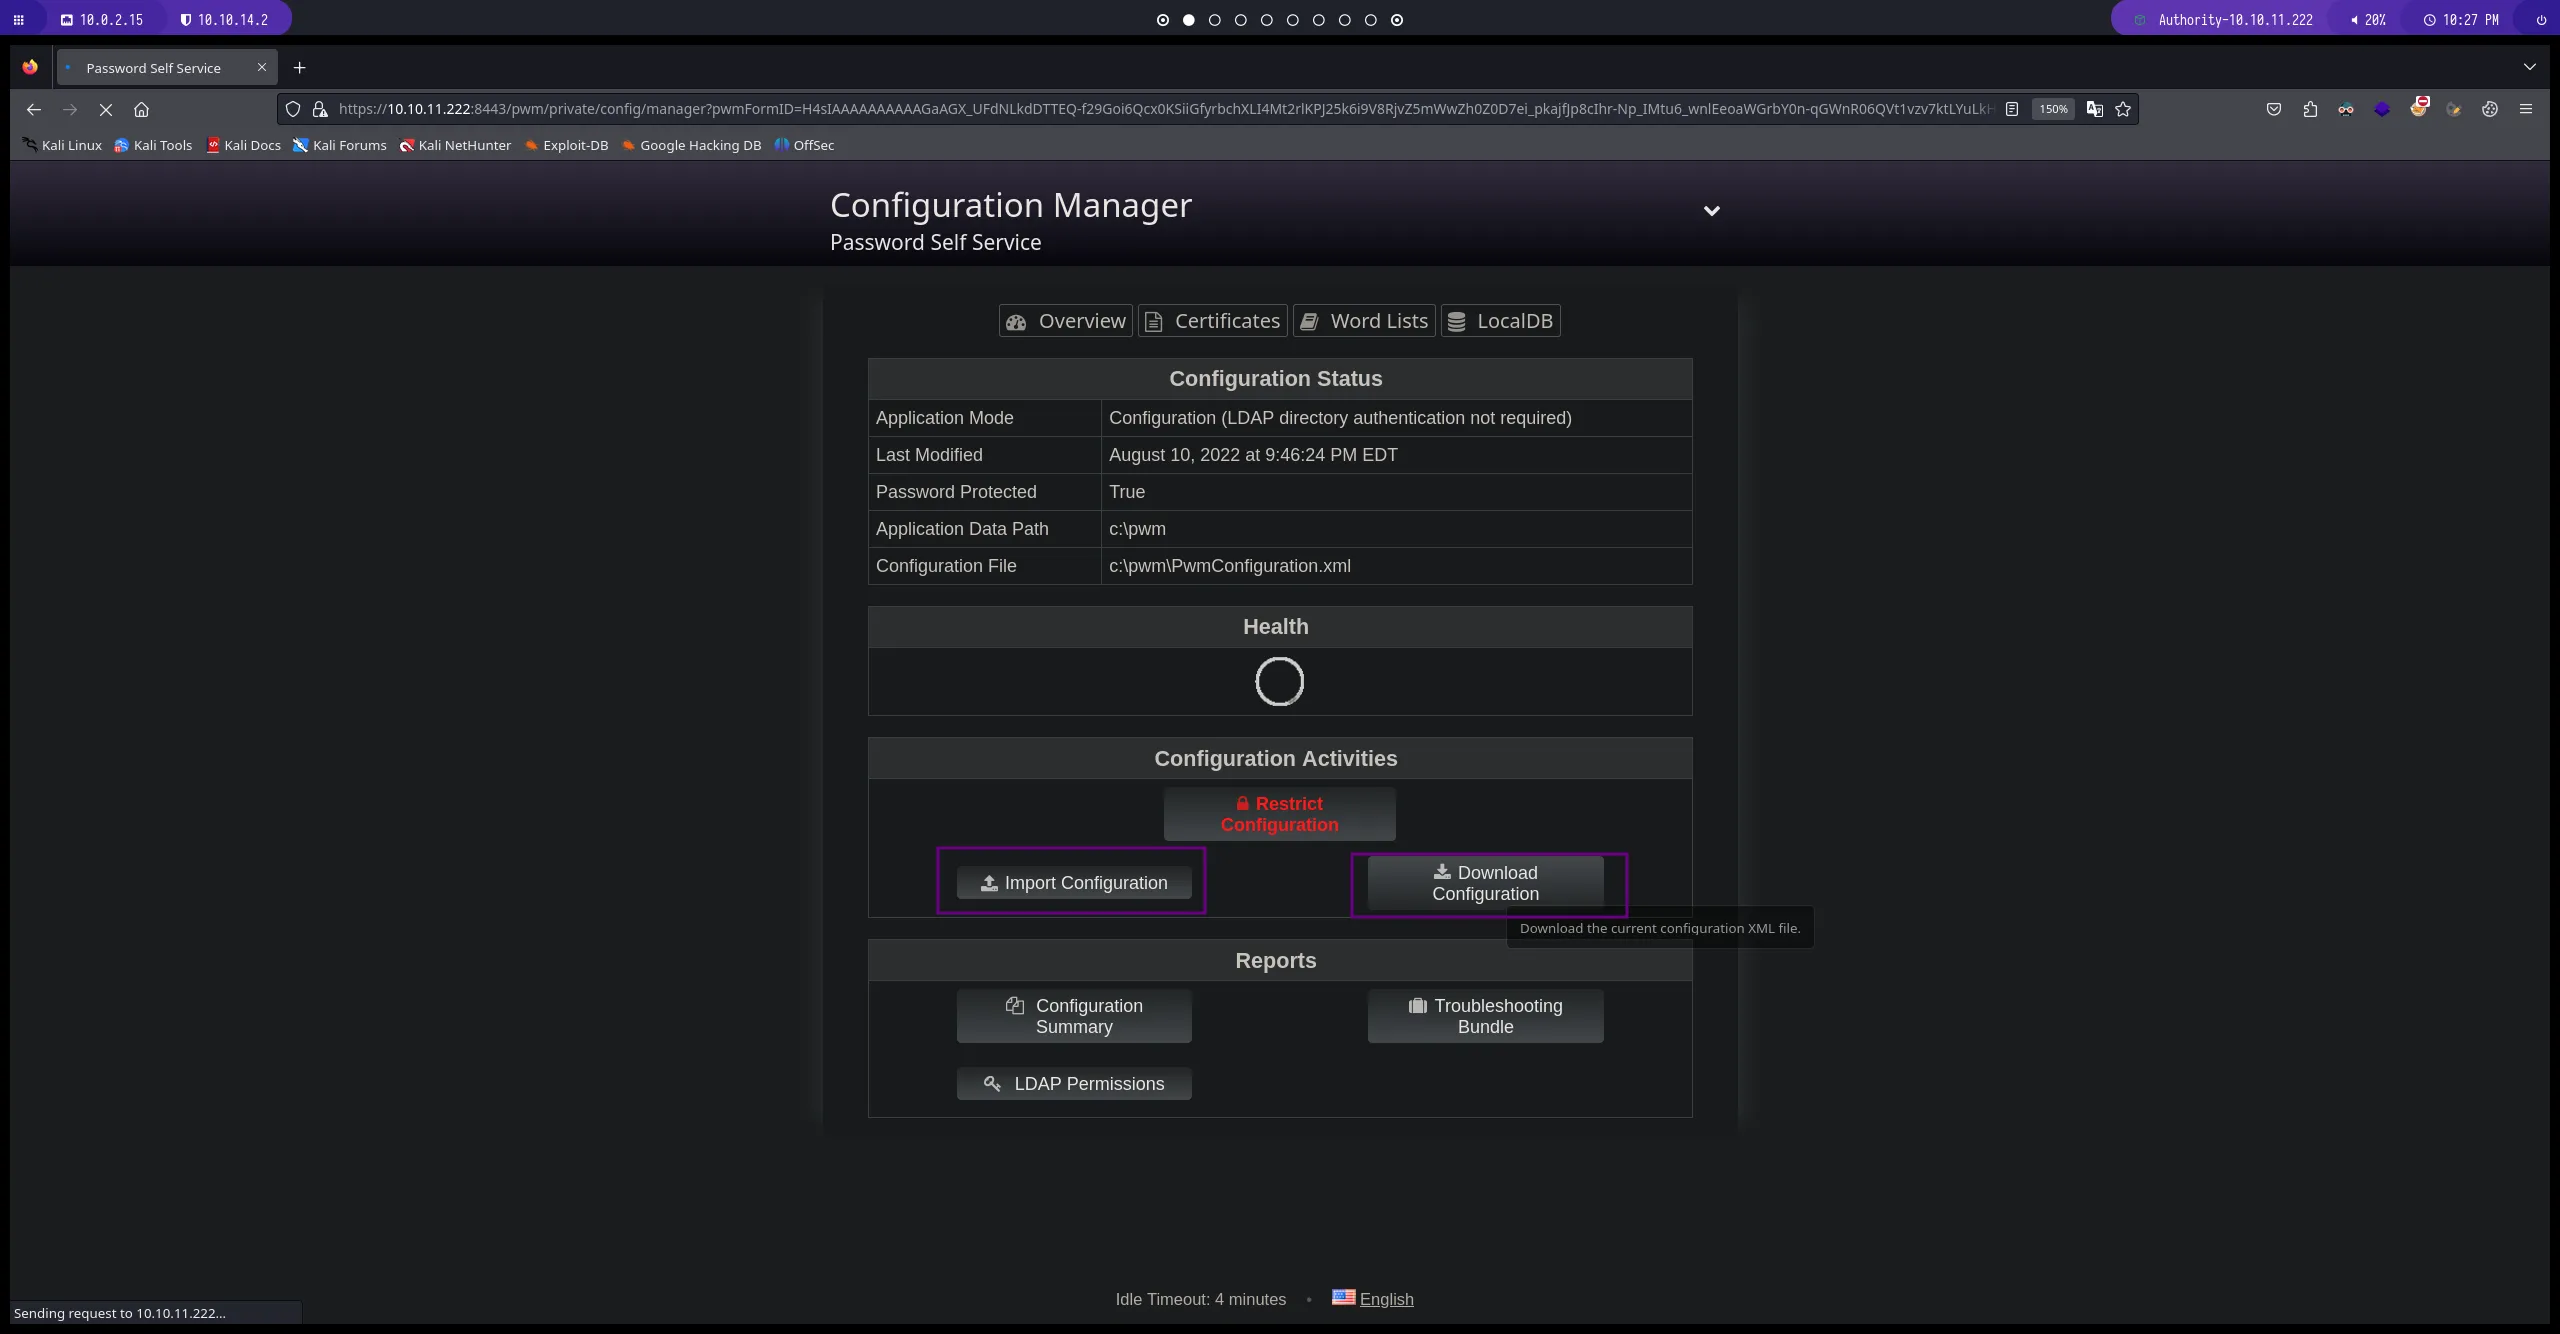 10.0.2.15 10.10.14.2 Authority-10.10.11.222 20% 10:27 PM
Password Self Service
https://10.10.11.222:8443/pwm/private/config/manager?pwmFormID= 150%
Kali Linux Kali Tools Kali Docs Kali Forums Kali NetHunter Exploit-DB Google Hacking DB OffSec
Configuration Manager
Password Self Service
Overview Certificates Word Lists LocalDB
Configuration Status
Application Mode Configuration (LDAP directory authentication not required)
Last Modified August 10, 2022 at 9:46:24 PM EDT
Password Protected True
Application Data Path c:\pwm
Configuration File c:\pwm\PwmConfiguration.xml
Health
Configuration Activities
Restrict
Configuration
Import Configuration
Download
Configuration
Download the current configuration XML file.
Reports
Configuration
Summary
Troubleshooting
Bundle
LDAP Permissions
Idle Timeout: 4 minutes • English
Sending request to 10.10.11.222...